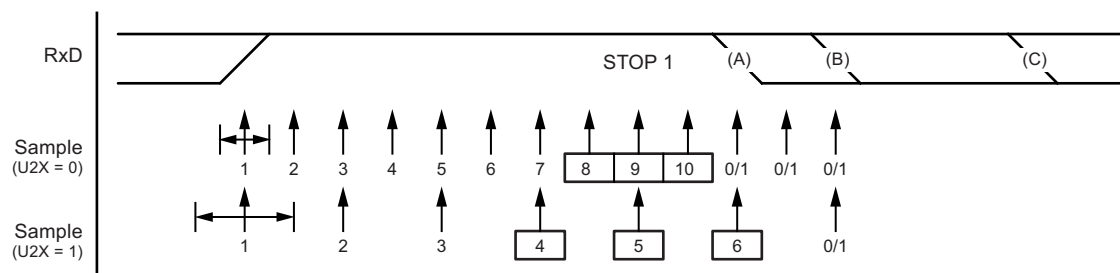 RxD STOP 1 (A) (B) (C)
Sample
(U2X = 0)
1 2 3 4 5 6 7 8 9 10 0/1 0/1 0/1
Sample
(U2X = 1)
1 2 3 4 5 6 0/1